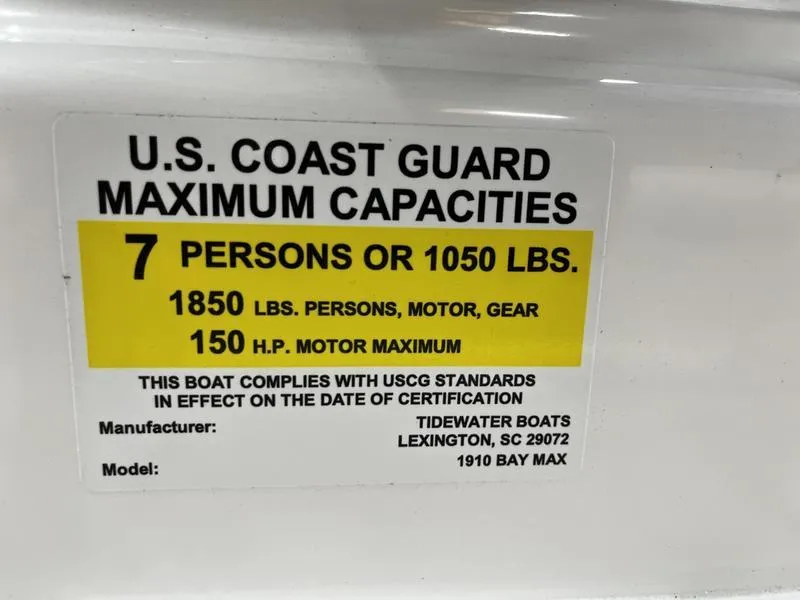 U.S. COAST GUARD
MAXIMUM CAPACITIES
7 PERSONS OR 1050 LBS.
1850 LBS. PERSONS, MOTOR, GEAR
150 H.P. MOTOR MAXIMUM
THIS BOAT COMPLIES WITH USCG STANDARDS
IN EFFECT ON THE DATE OF CERTIFICATION
Manufacturer: TIDEWATER BOATS
LEXINGTON, SC 29072
Model: 1910 BAY MAX